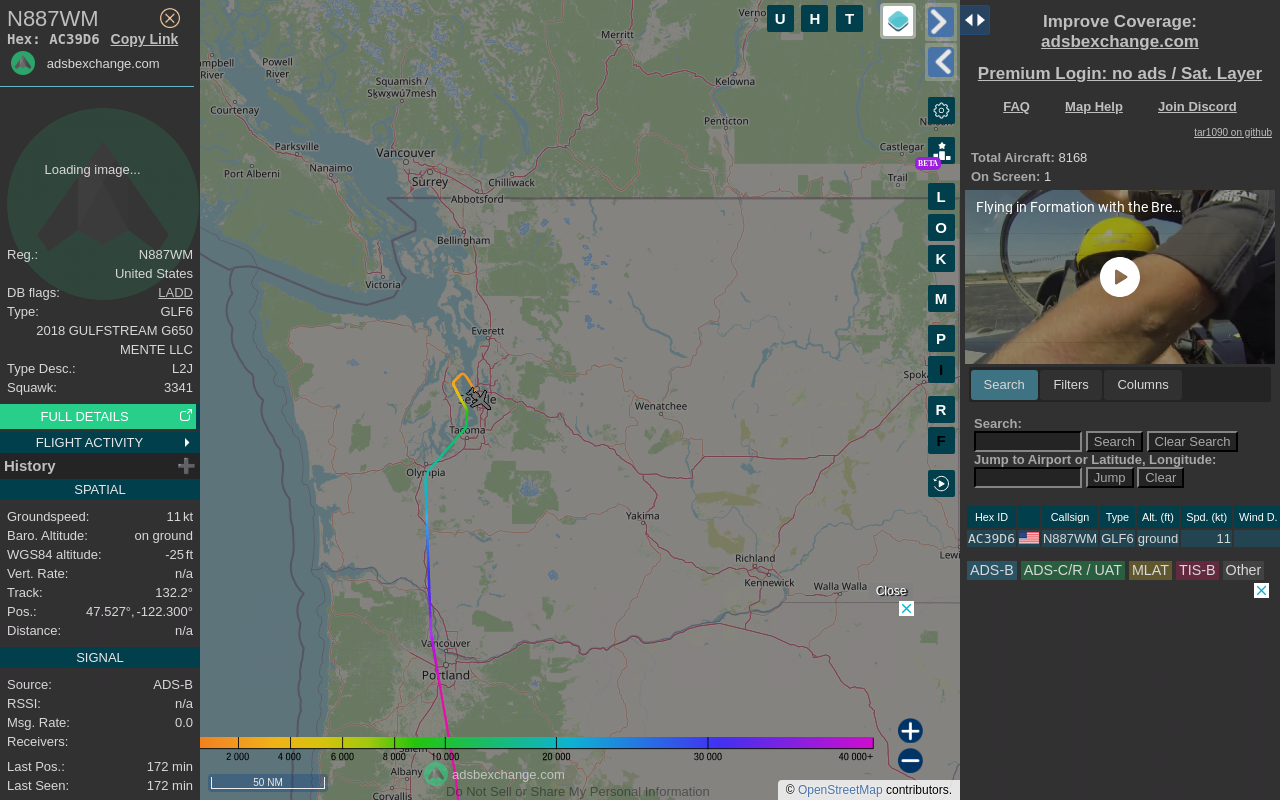 N887WM
Hex: AC39D6 Copy Link
adsbexchange.com
Loading image...
Reg.: N887WM
United States
DB flags: LADD
Type: GLF6
2018 GULFSTREAM G650
MENTE LLC
Type Desc.: L2J
Squawk: 3341
FULL DETAILS
FLIGHT ACTIVITY
History
SPATIAL
Groundspeed: 11 kt
Baro. Altitude: on ground
WGS84 altitude: -25 ft
Vert. Rate: n/a
Track: 132.2°
Pos.: 47.527°, -122.300°
Distance: n/a
SIGNAL
Source: ADS-B
RSSI: n/a
Msg. Rate: 0.0
Receivers:
Last Pos.: 172 min
Last Seen: 172 min
U H T
Merritt
River
Powell
River
Squamish /
Sḵwx̱wú7mesh
Kelowna
Courtenay
Penticton
Parksville
Vancouver
Castlegar
Nanaimo
Port Alberni
Surrey
Chilliwack
Trail
Abbotsford
Bellingham
Victoria
Everett
Wenatchee
Tacoma
Olympia
Yakima
Richland
Kennewick
Walla Walla
Vancouver
Portland
Albany
Corvallis
BETA
L
O
K
M
P
I
R
F
Close
2 000 4 000 6 000 8 000 10 000 20 000 30 000 40 000+
50 NM
adsbexchange.com
Do Not Sell or Share My Personal Information
© OpenStreetMap contributors.
Improve Coverage:
adsbexchange.com
Premium Login: no ads / Sat. Layer
FAQ Map Help Join Discord
tar1090 on github
Total Aircraft: 8168
On Screen: 1
Flying in Formation with the Bre...
Search Filters Columns
Search:
Search Clear Search
Jump to Airport or Latitude, Longitude:
Jump Clear
Hex ID Callsign Type Alt. (ft) Spd. (kt) Wind D.
AC39D6 N887WM GLF6 ground 11
ADS-B ADS-C/R / UAT MLAT TIS-B Other